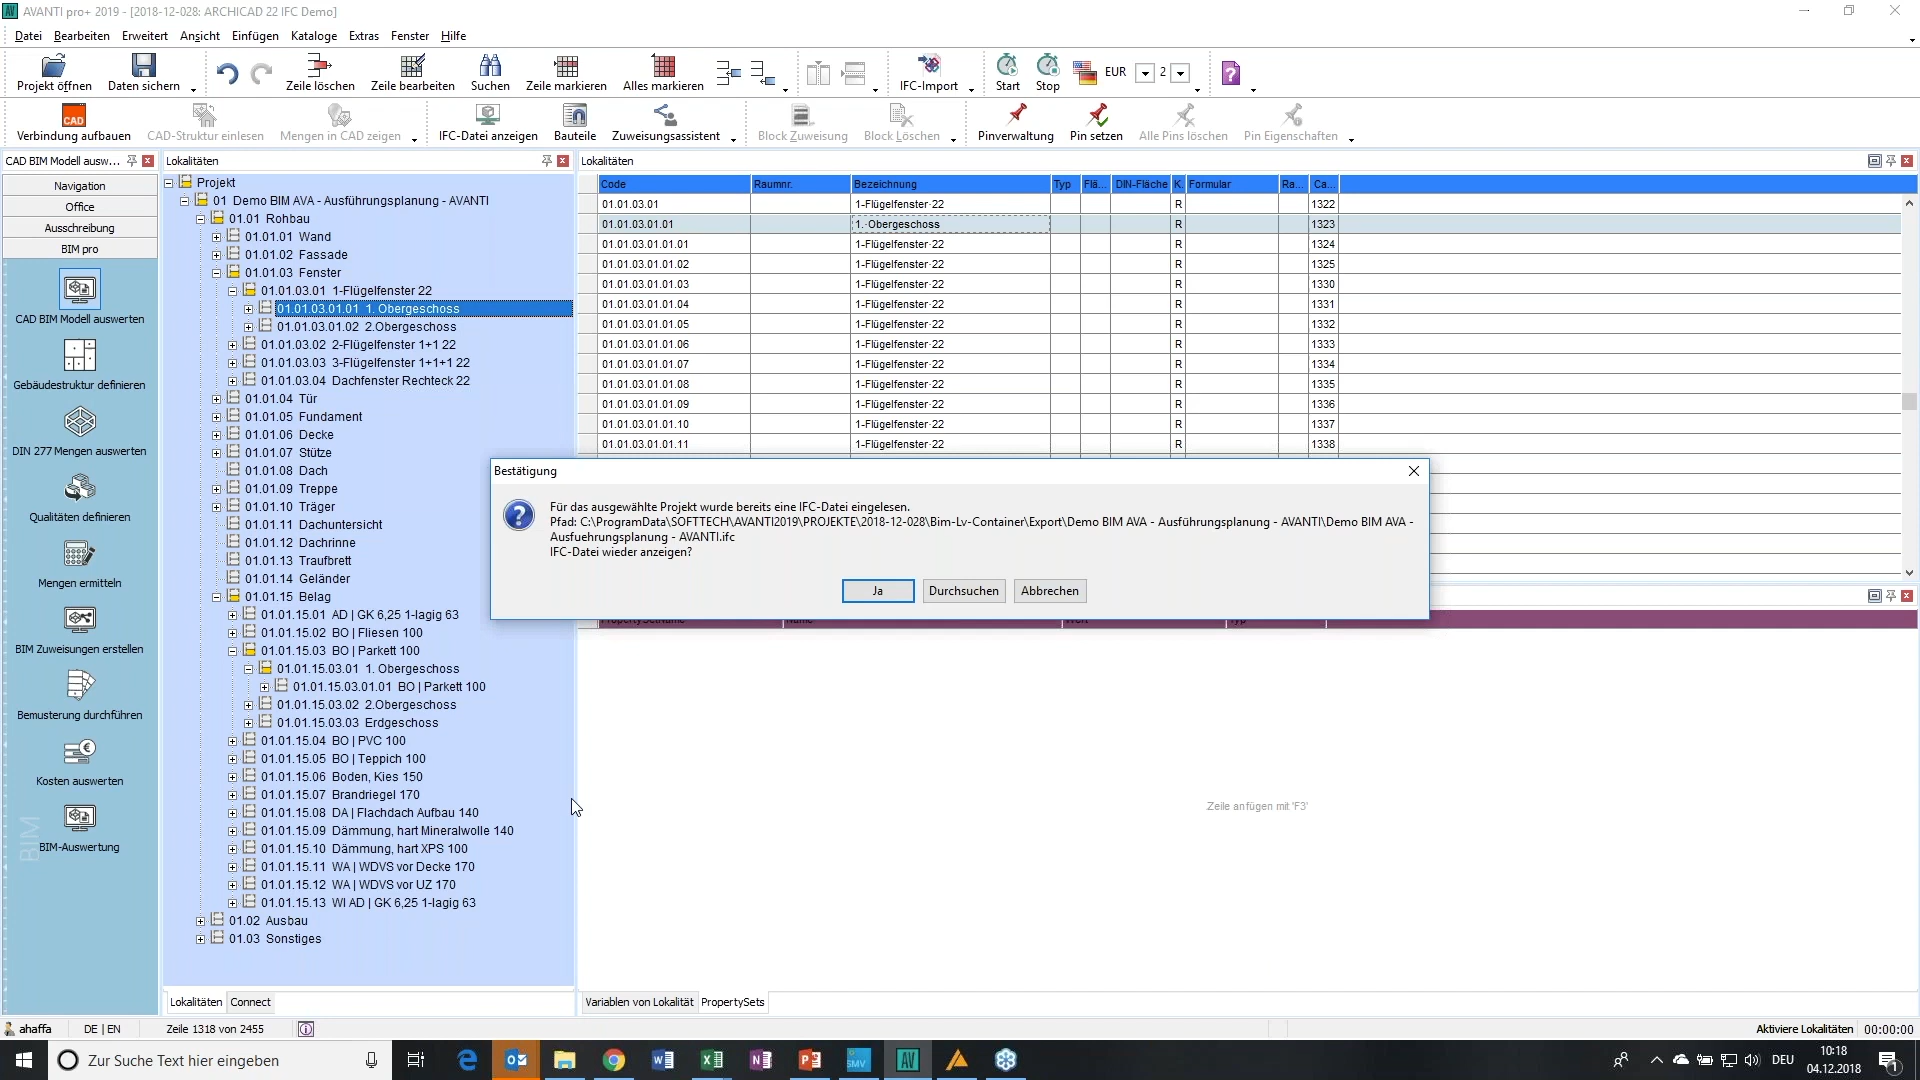 AVANTI pro+ 2019 - [2018-12-028: ARCHICAD 22 IFC Demo]
Datei Bearbeiten Erweitert Ansicht Einfügen Kataloge Extras Fenster Hilfe
Projekt öffnen Daten sichern Zeile löschen Zeile bearbeiten Suchen Zeile markieren Alles markieren IFC-Import Start Stop EUR 2
CAD
Verbindung aufbauen CAD-Struktur einlesen Mengen in CAD zeigen IFC-Datei anzeigen Bauteile Zuweisungsassistent Block Zuweisung Block Löschen Pinverwaltung Pin setzen Alle Pins löschen Pin Eigenschaften
CAD BIM Modell ausw...
Navigation
Office
Ausschreibung
BIM pro
CAD BIM Modell auswerten
Gebäudestruktur definieren
DIN 277 Mengen auswerten
Qualitäten definieren
Mengen ermitteln
BIM Zuweisungen erstellen
Bemusterung durchführen
Kosten auswerten
BIM-Auswertung
BIM
Lokalitäten
Projekt
01 Demo BIM AVA - Ausführungsplanung - AVANTI
01.01 Rohbau
01.01.01 Wand
01.01.02 Fassade
01.01.03 Fenster
01.01.03.01 1-Flügelfenster 22
01.01.03.01.01 1. Obergeschoss
01.01.03.01.02 2.Obergeschoss
01.01.03.02 2-Flügelfenster 1+1 22
01.01.03.03 3-Flügelfenster 1+1+1 22
01.01.03.04 Dachfenster Rechteck 22
01.01.04 Tür
01.01.05 Fundament
01.01.06 Decke
01.01.07 Stütze
01.01.08 Dach
01.01.09 Treppe
01.01.10 Träger
01.01.11 Dachuntersicht
01.01.12 Dachrinne
01.01.13 Traufbrett
01.01.14 Geländer
01.01.15 Belag
01.01.15.01 AD | GK 6,25 1-lagig 63
01.01.15.02 BO | Fliesen 100
01.01.15.03 BO | Parkett 100
01.01.15.03.01 1. Obergeschoss
01.01.15.03.01.01 BO | Parkett 100
01.01.15.03.02 2.Obergeschoss
01.01.15.03.03 Erdgeschoss
01.01.15.04 BO | PVC 100
01.01.15.05 BO | Teppich 100
01.01.15.06 Boden, Kies 150
01.01.15.07 Brandriegel 170
01.01.15.08 DA | Flachdach Aufbau 140
01.01.15.09 Dämmung, hart Mineralwolle 140
01.01.15.10 Dämmung, hart XPS 100
01.01.15.11 WA | WDVS vor Decke 170
01.01.15.12 WA | WDVS vor UZ 170
01.01.15.13 WI AD | GK 6,25 1-lagig 63
01.02 Ausbau
01.03 Sonstiges
Lokalitäten Connect
Lokalitäten
Code Raumnr. Bezeichnung Typ Flä... DIN-Fläche K. Formular Ra... Ca...
01.01.03.01 1-Flügelfenster·22 R 1322
01.01.03.01.01 1.·Obergeschoss R 1323
01.01.03.01.01.01 1-Flügelfenster·22 R 1324
01.01.03.01.01.02 1-Flügelfenster·22 R 1325
01.01.03.01.01.03 1-Flügelfenster·22 R 1330
01.01.03.01.01.04 1-Flügelfenster·22 R 1331
01.01.03.01.01.05 1-Flügelfenster·22 R 1332
01.01.03.01.01.06 1-Flügelfenster·22 R 1333
01.01.03.01.01.07 1-Flügelfenster·22 R 1334
01.01.03.01.01.08 1-Flügelfenster·22 R 1335
01.01.03.01.01.09 1-Flügelfenster·22 R 1336
01.01.03.01.01.10 1-Flügelfenster·22 R 1337
01.01.03.01.01.11 1-Flügelfenster·22 R 1338
Bestätigung
Für das ausgewählte Projekt wurde bereits eine IFC-Datei eingelesen.
Pfad: C:\ProgramData\SOFTTECH\AVANTI2019\PROJEKTE\2018-12-028\Bim-Lv-Container\Export\Demo BIM AVA - Ausführungsplanung - AVANTI\Demo BIM AVA -
Ausfuehrungsplanung - AVANTI.ifc
IFC-Datei wieder anzeigen?
Ja Durchsuchen Abbrechen
PropertySetName Name Wert Typ
Zeile anfügen mit 'F3'
Variablen von Lokalität PropertySets
ahaffa DE | EN Zeile 1318 von 2455 Aktiviere Lokalitäten 00:00:00
Zur Suche Text hier eingeben
SMV AV
DEU 10:18
04.12.2018 1